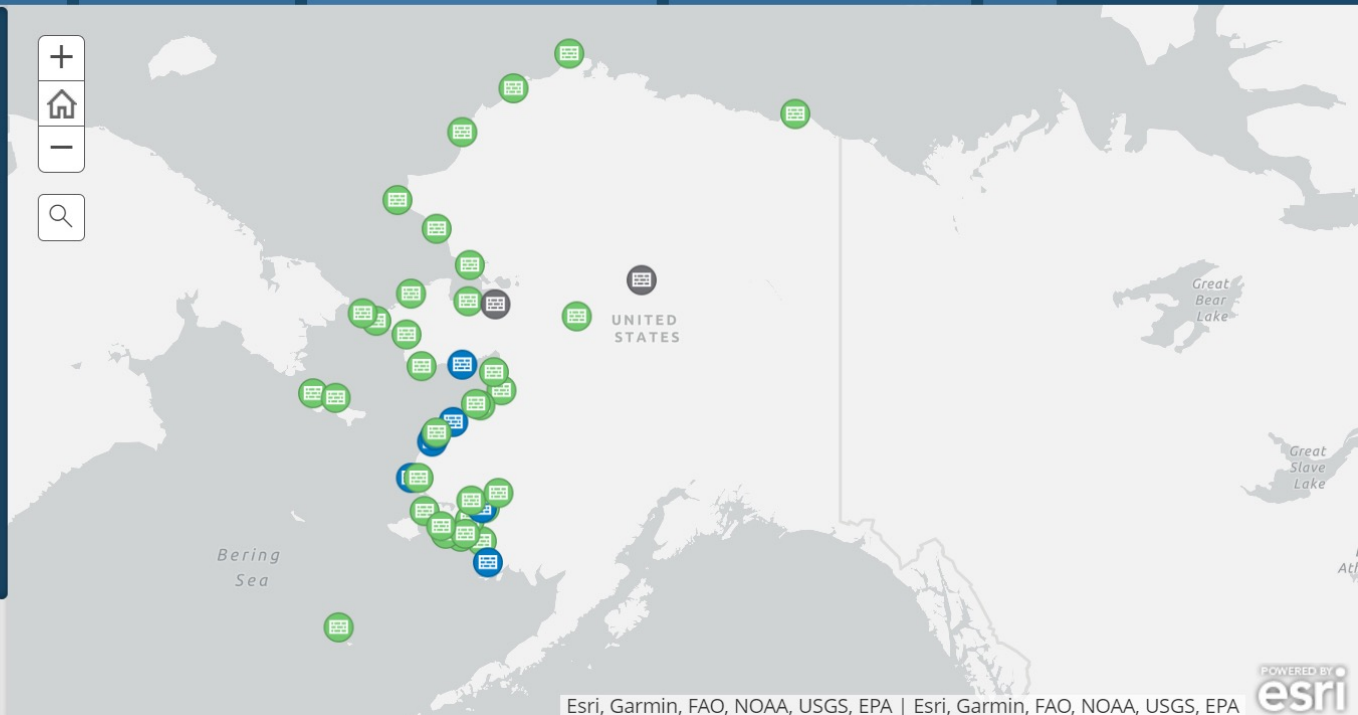 +
−
Great
Bear
Lake
UNITED
STATES
Great
Slave
Lake
Bering
Sea
POWERED BY
esri
Esri, Garmin, FAO, NOAA, USGS, EPA | Esri, Garmin, FAO, NOAA, USGS, EPA